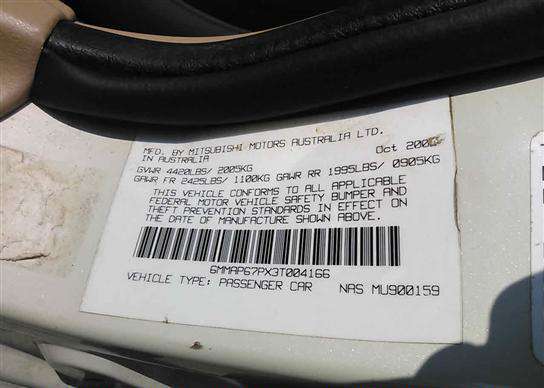 MFD. BY MITSUBISHI MOTORS AUSTRALIA LTD.
IN AUSTRALIA Oct
GVWR 4420LBS/ 2005KG
GAWR FR 2425LBS/ 1100KG GAWR RR 1995LBS/ 0905KG
THIS VEHICLE CONFORMS TO ALL APPLICABLE
FEDERAL MOTOR VEHICLE SAFETY BUMPER AND
THEFT PREVENTION STANDARDS IN EFFECT ON
THE DATE OF MANUFACTURE SHOWN ABOVE.
6MMAP67PX3T004166
VEHICLE TYPE: PASSENGER CAR NAS MU900159